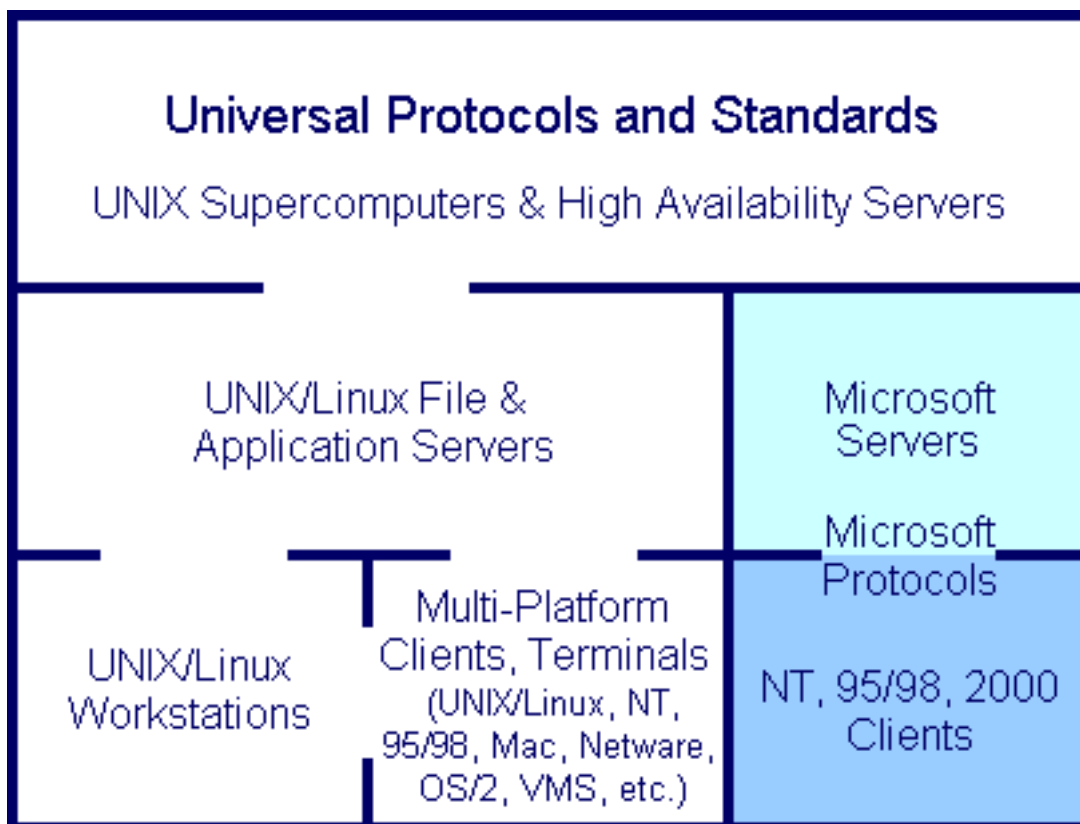 Universal Protocols and Standards
UNIX Supercomputers & High Availability Servers
UNIX/Linux File &
Application Servers
Microsoft
Servers
Microsoft
Protocols
UNIX/Linux
Workstations
Multi-Platform
Clients, Terminals
(UNIX/Linux, NT,
95/98, Mac, Netware,
OS/2, VMS, etc.)
NT, 95/98, 2000
Clients